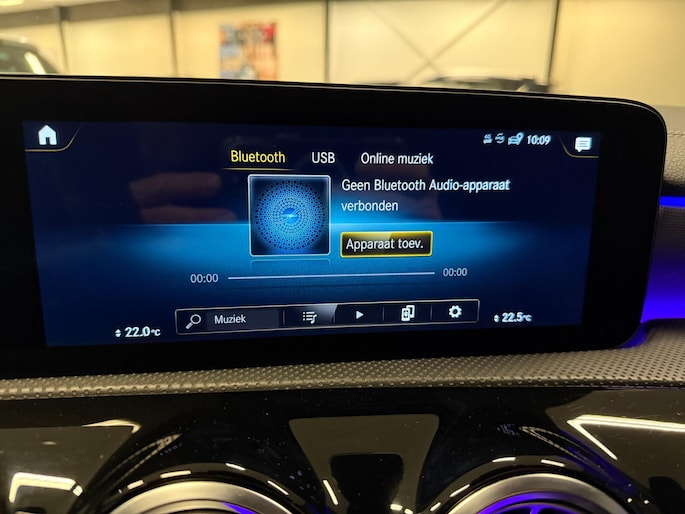 10:09
Bluetooth USB Online muziek
Geen Bluetooth Audio-apparaat
verbonden
Apparaat toev.
00:00 00:00
Muziek
22.0°C 22.5°C